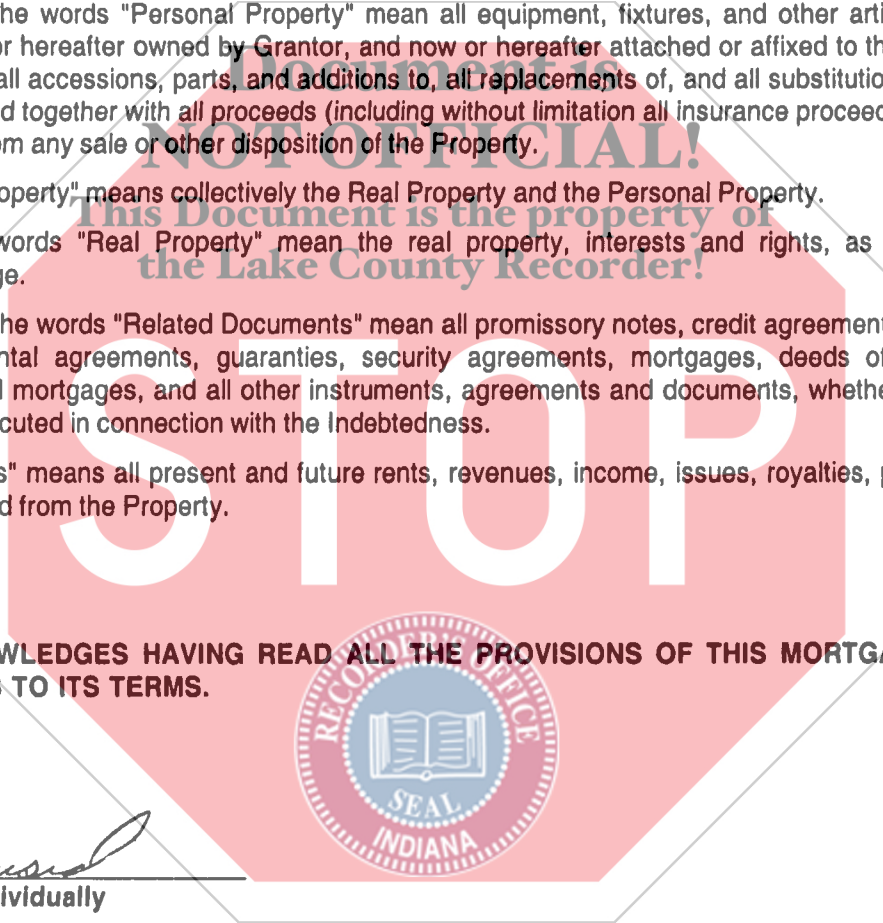 he words "Personal Property" mean all equipment, fixtures, and other arti
or hereafter owned by Grantor, and now or hereafter attached or affixed to th
all accessions, parts, and additions to, all replacements of, and all substitutio
d together with all proceeds (including without limitation all insurance proceed
om any sale or other disposition of the Property.
operty" means collectively the Real Property and the Personal Property.
words "Real Property" mean the real property, interests and rights, as
ge.
he words "Related Documents" mean all promissory notes, credit agreement
ntal agreements, guaranties, security agreements, mortgages, deeds of
l mortgages, and all other instruments, agreements and documents, whethe
cuted in connection with the Indebtedness.
s" means all present and future rents, revenues, income, issues, royalties, p
d from the Property.
WLEDGES HAVING READ ALL THE PROVISIONS OF THIS MORTGA
S TO ITS TERMS.
ividually
Document is
NOT OFFICIAL!
This Document is the property of
the Lake County Recorder!
STOP
RECORDER'S OFFICE
SEAL
INDIANA